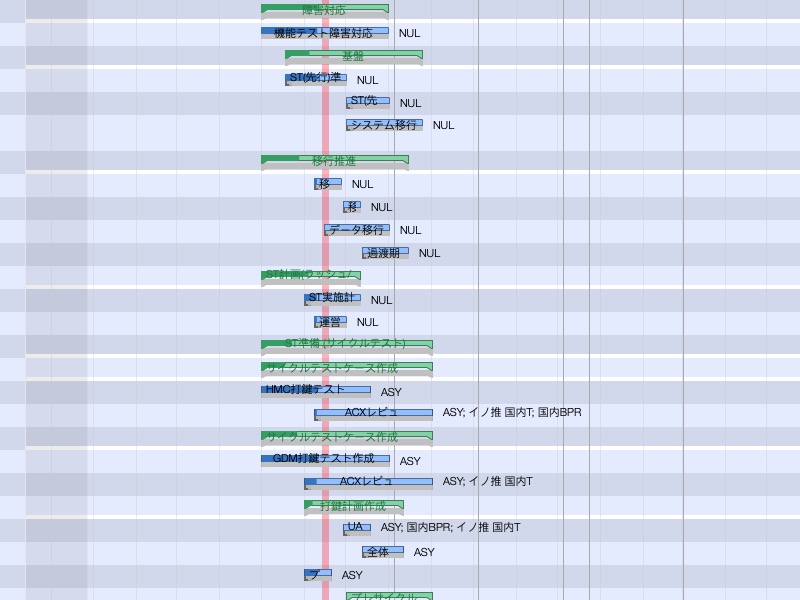 障害対応
機能テスト障害対応 NUL
基盤
ST(先行)準 NUL
ST(先 NUL
システム移行 NUL
移行推進
移 NUL
移 NUL
データ移行 NUL
過渡期 NUL
ST計画(ラッシュ/
ST実施計 NUL
運営 NUL
ST準備 (サイクルテスト)
サイクルテストケース作成
HMC打鍵テスト ASY
ACXレビュ ASY; イノ推 国内T; 国内BPR
サイクルテストケース作成
GDM打鍵テスト作成 ASY
ACXレビュ ASY; イノ推 国内T
打鍵計画作成
UA ASY; 国内BPR; イノ推 国内T
全体 ASY
プ ASY
プレサイクル